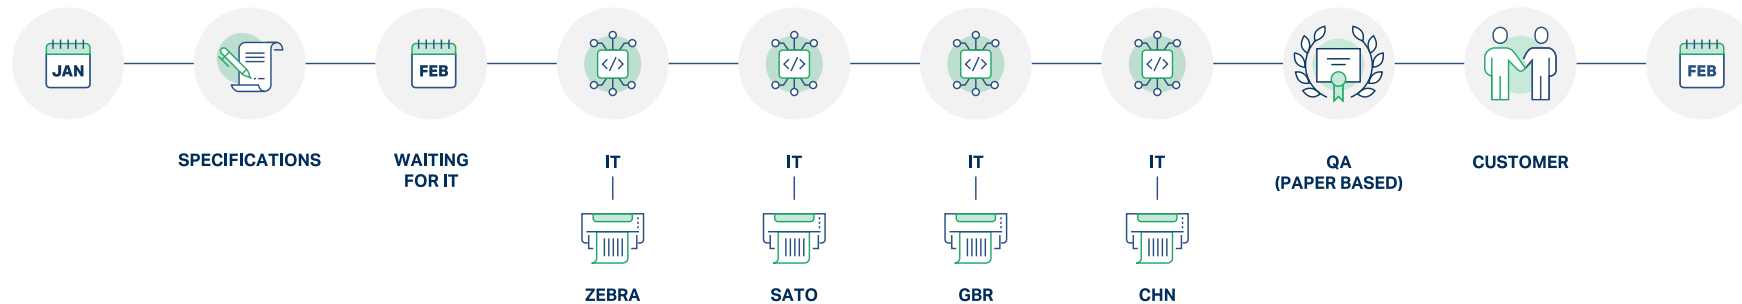 JAN
FEB
</>
</>
</>
</>
FEB
SPECIFICATIONS
WAITING
FOR IT
IT
IT
IT
IT
QA
(PAPER BASED)
CUSTOMER
ZEBRA
SATO
GBR
CHN